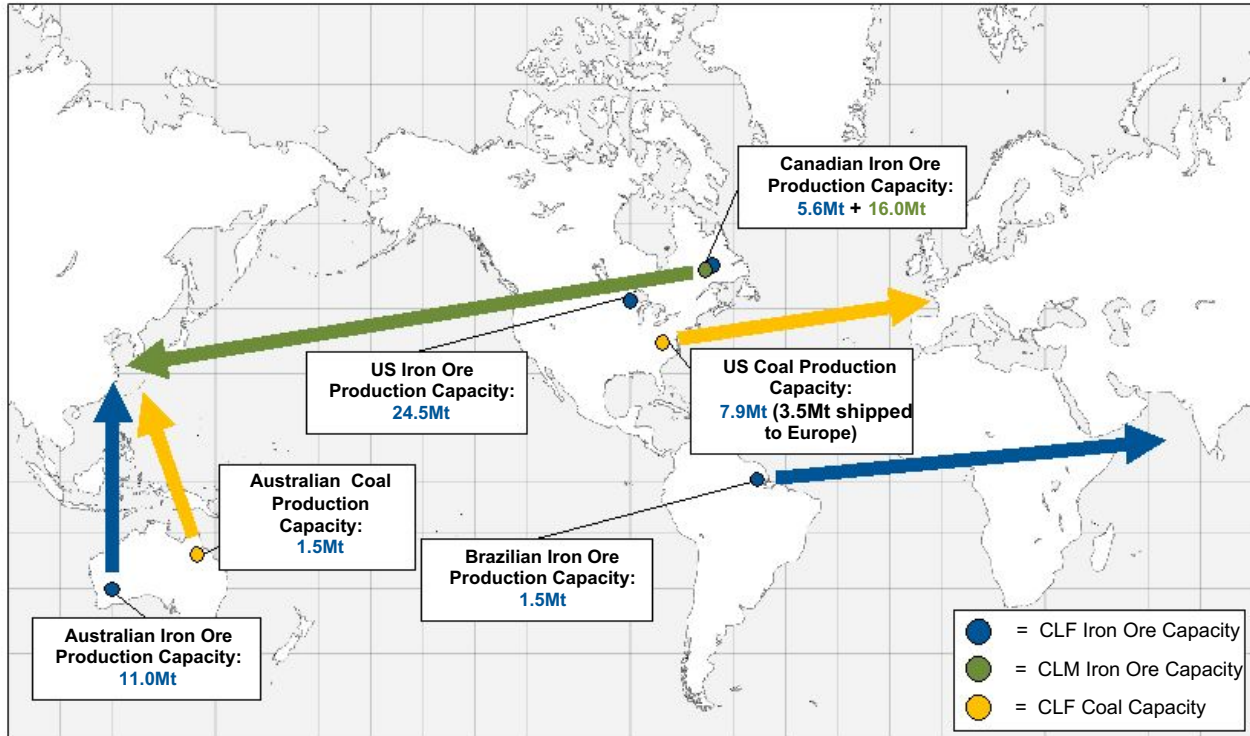 Canadian Iron Ore
Production Capacity:
5.6Mt + 16.0Mt
US Iron Ore
Production Capacity:
24.5Mt
US Coal Production
Capacity:
7.9Mt (3.5Mt shipped
to Europe)
Australian Coal
Production
Capacity:
1.5Mt
Brazilian Iron Ore
Production Capacity:
1.5Mt
Australian Iron Ore
Production Capacity:
11.0Mt
= CLF Iron Ore Capacity
= CLM Iron Ore Capacity
= CLF Coal Capacity